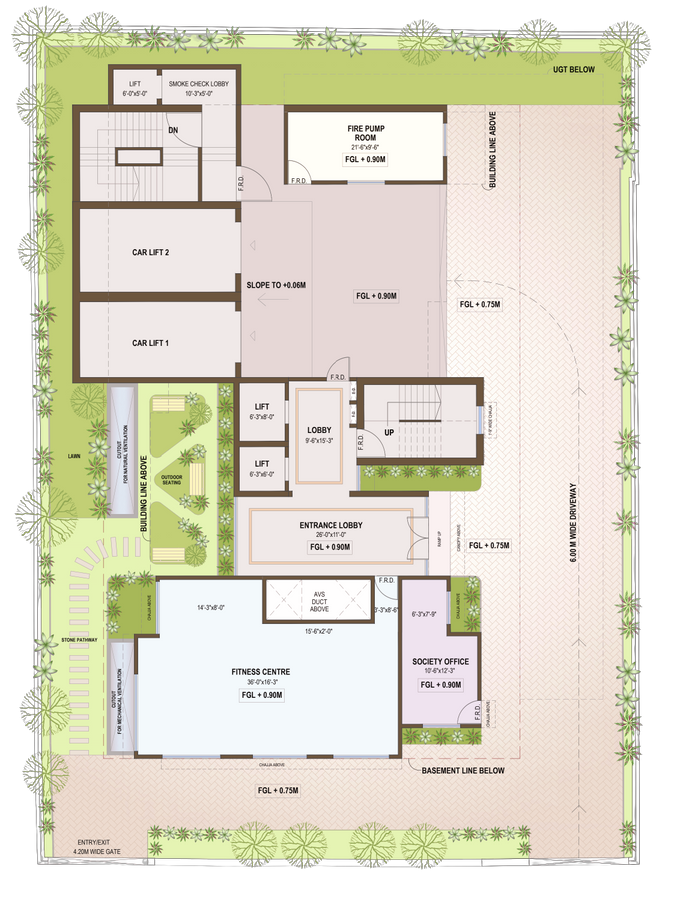 UGT BELOW
LIFT
6'-0"x5'-0"
SMOKE CHECK LOBBY
10'-3"x5'-0"
DN
FIRE PUMP
ROOM
21'-6"x9'-6"
FGL + 0.90M
F.R.D.
F.R.D.
BUILDING LINE ABOVE
CAR LIFT 2
SLOPE TO +0.06M
FGL + 0.90M
FGL + 0.75M
CAR LIFT 1
F.R.D.
LIFT
6'-3"x8'-0"
LOBBY
9'-6"x15'-3"
UP
F.R.D.
LIFT
6'-3"x6'-0"
LAWN
CUTOUT
FOR NATURAL VENTILATION
BUILDING LINE ABOVE
OUTDOOR
SEATING
ENTRANCE LOBBY
26'-0"x11'-0"
FGL + 0.90M
RAMP UP
CANOPY ABOVE
FGL + 0.75M
6.00 M WIDE DRIVEWAY
STONE PATHWAY
CHAJJA ABOVE
14'-3"x8'-0"
AVS
DUCT
ABOVE
F.R.D.
3'-3"x8'-6"
15'-6"x2'-0"
6'-3"x7'-9"
CHAJJA ABOVE
FITNESS CENTRE
36'-0"x16'-3"
FGL + 0.90M
SOCIETY OFFICE
10'-6"x12'-3"
FGL + 0.90M
F.R.D.
CHAJJA ABOVE
CUTOUT
FOR MECHANICAL VENTILATION
CHAJJA ABOVE
BASEMENT LINE BELOW
FGL + 0.75M
ENTRY/EXIT
4.20M WIDE GATE